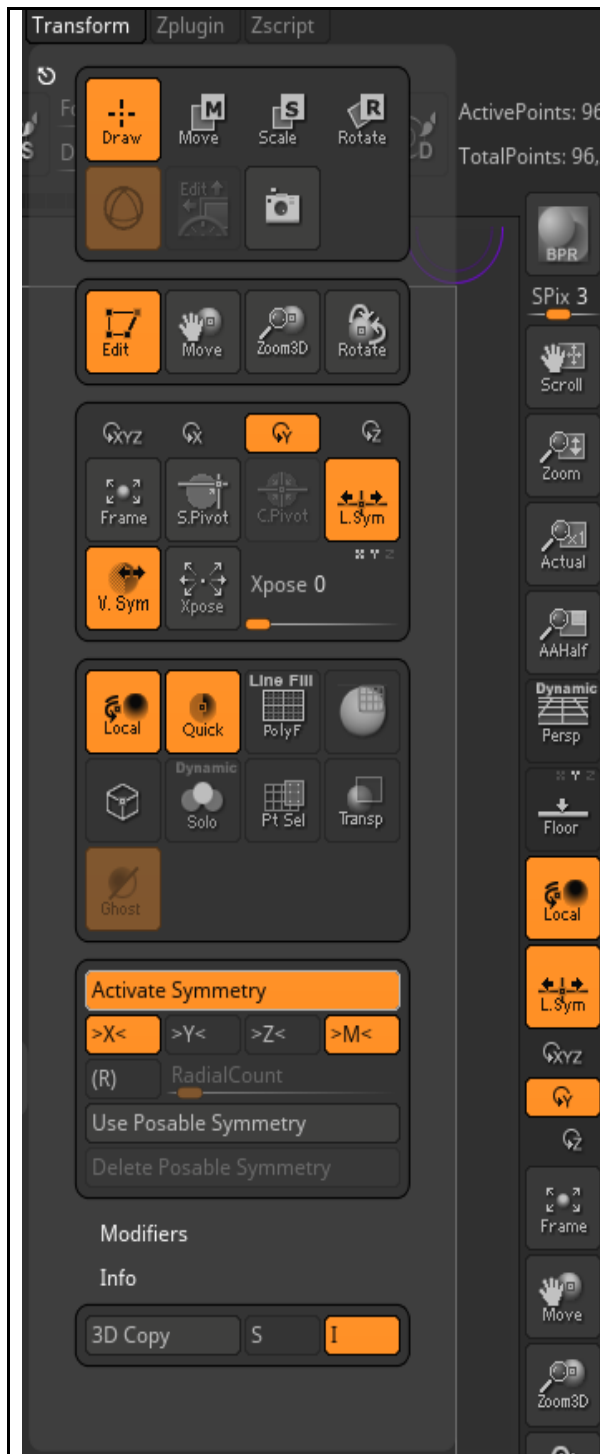 Transform Zplugin Zscript
ActivePoints: 96
TotalPoints: 96,
Draw Move Scale Rotate
M S R
Edit
Edit Move Zoom3D Rotate
XYZ X Y Z
Frame S.Pivot C.Pivot L.Sym
X Y Z
V. Sym Xpose Xpose 0
Local Quick Line Fill PolyF
Dynamic Solo Pt Sel Transp
Ghost
Activate Symmetry
>X< >Y< >Z< >M<
(R) RadialCount
Use Posable Symmetry
Delete Posable Symmetry
Modifiers
Info
3D Copy S I
BPR
SPix 3
Scroll
Zoom
x1
Actual
AAHalf
Dynamic
Persp
X Y Z
Floor
Local
L.Sym
XYZ
Y
Z
Frame
Move
Zoom3D